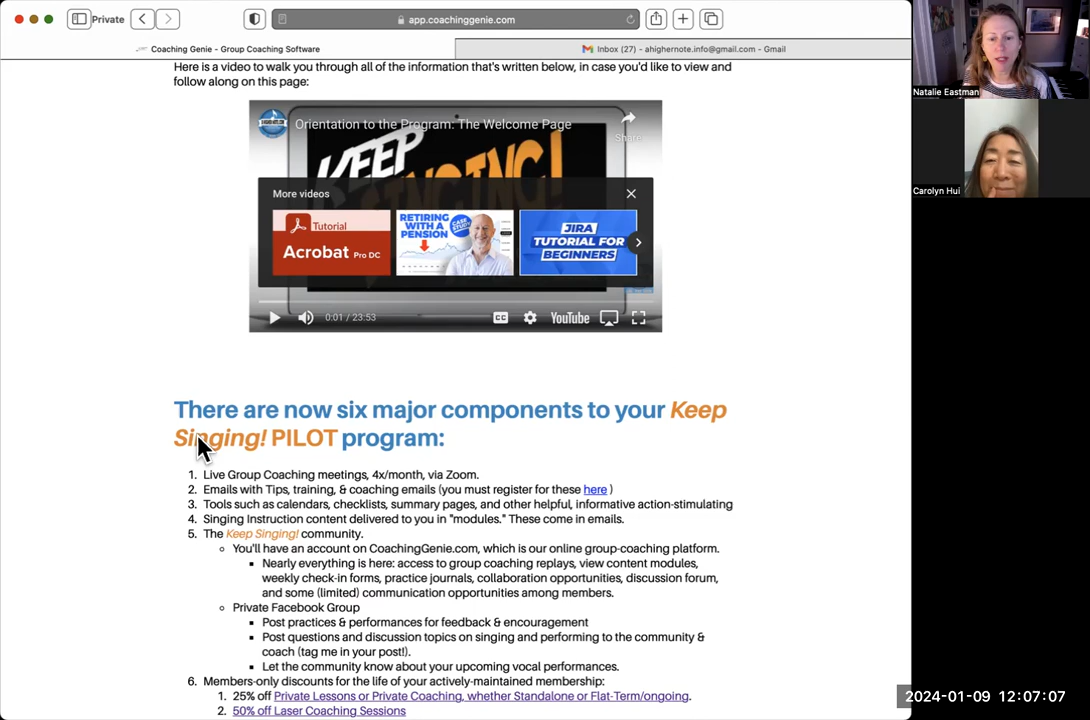 Private
app.coachinggenie.com
Coaching Genie - Group Coaching Software
Inbox (27) - ahighernote.info@gmail.com - Gmail
Here is a video to walk you through all of the information that's written below, in case you'd like to view and
follow along on this page:
Orientation to the Program: The Welcome Page
Share
KEEP
SINGING!
More videos
Tutorial
Acrobat Pro DC
RETIRING
WITH A
PENSION
CASE
STUDY
JIRA
TUTORIAL FOR
BEGINNERS
0:01 / 23:53
CC
YouTube
There are now six major components to your Keep
Singing! PILOT program:
1. Live Group Coaching meetings, 4x/month, via Zoom.
2. Emails with Tips, training, & coaching emails (you must register for these here )
3. Tools such as calendars, checklists, summary pages, and other helpful, informative action-stimulating
4. Singing Instruction content delivered to you in "modules." These come in emails.
5. The Keep Singing! community.
You'll have an account on CoachingGenie.com, which is our online group-coaching platform.
Nearly everything is here: access to group coaching replays, view content modules,
weekly check-in forms, practice journals, collaboration opportunities, discussion forum,
and some (limited) communication opportunities among members.
Private Facebook Group
Post practices & performances for feedback & encouragement
Post questions and discussion topics on singing and performing to the community &
coach (tag me in your post!).
Let the community know about your upcoming vocal performances.
6. Members-only discounts for the life of your actively-maintained membership:
1. 25% off Private Lessons or Private Coaching, whether Standalone or Flat-Term/ongoing.
2. 50% off Laser Coaching Sessions
Natalie Eastman
Carolyn Hui
2024-01-09 12:07:07